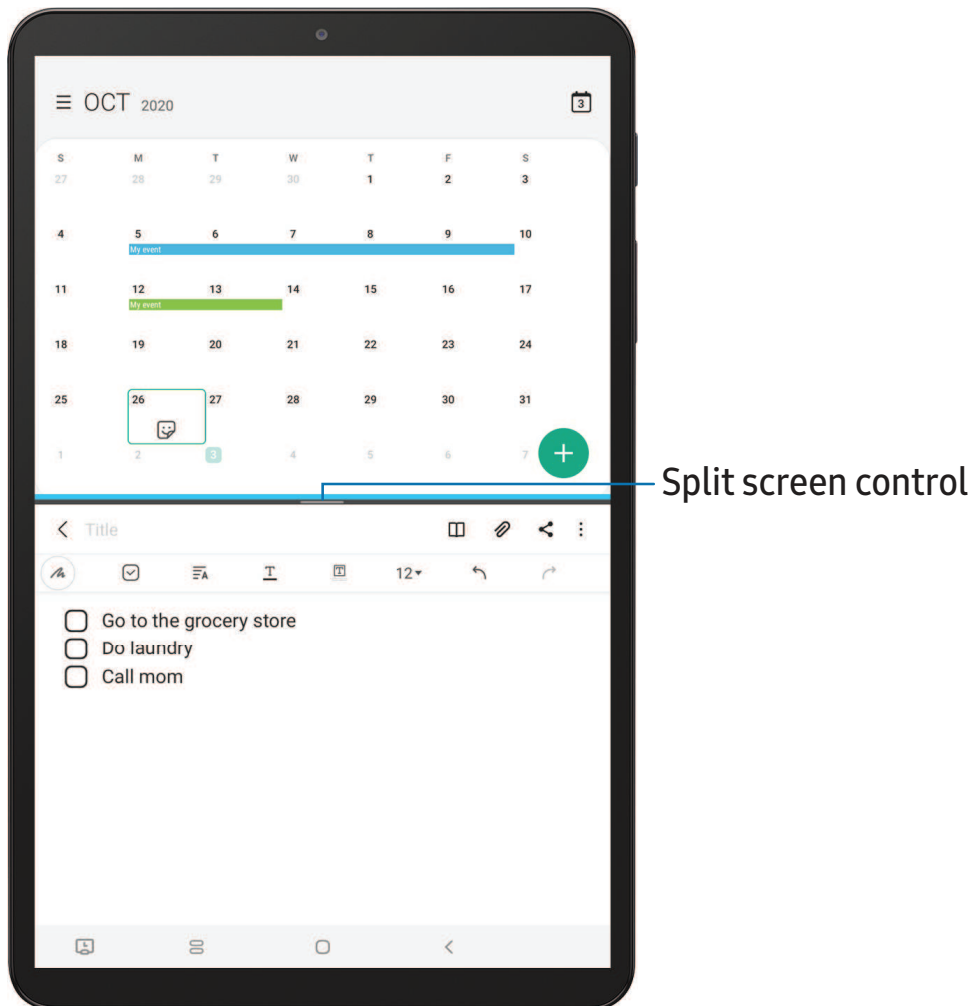 OCT 2020
3
S M T W T F S
27 28 29 30 1 2 3
4 5 6 7 8 9 10
My event
11 12 13 14 15 16 17
My event
18 19 20 21 22 23 24
25 26 27 28 29 30 31
1 2 3 4 5 6 7
+
Split screen control
Title
A T T 12
Go to the grocery store
Do laundry
Call mom